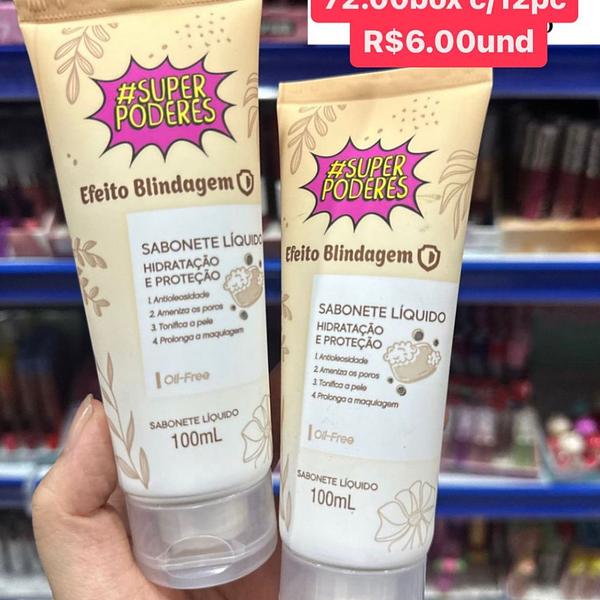 72.00box c/12pc
R$6.00und
#SUPER
PODERES
Efeito Blindagem
SABONETE LÍQUIDO
HIDRATAÇÃO
E PROTEÇÃO
1. Antioleosidade
2. Ameniza os poros
3. Tonifica a pele
4. Prolonga a maquiagem
Oil-Free
SABONETE LÍQUIDO
100mL
#SUPER
PODERES
Efeito Blindagem
SABONETE LÍQUIDO
HIDRATAÇÃO
E PROTEÇÃO
1. Antioleosidade
2. Ameniza os poros
3. Tonifica a pele
4. Prolonga a maquiagem
Oil-Free
SABONETE LÍQUIDO
100mL